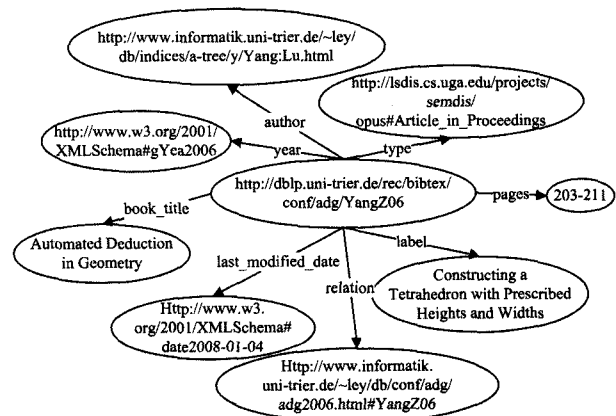 http://www.informatik.uni-trier.de/~ley/
db/indices/a-tree/y/Yang:Lu.html
http://lsdis.cs.uga.edu/projects/
semdis/
opus#Article_in_Proceedings
author
http://www.w3.org/2001/
XMLSchema#gYea2006
year
type
http://dblp.uni-trier.de/rec/bibtex/
conf/adg/YangZ06
pages
203-211
book_title
Automated Deduction
in Geometry
last_modified_date
label
relation
Constructing a
Tetrahedron with Prescribed
Heights and Widths
Http://www.w3.
org/2001/XMLSchema#
date2008-01-04
Http://www.informatik.
uni-trier.de/~ley/db/conf/adg/
adg2006.html#YangZ06